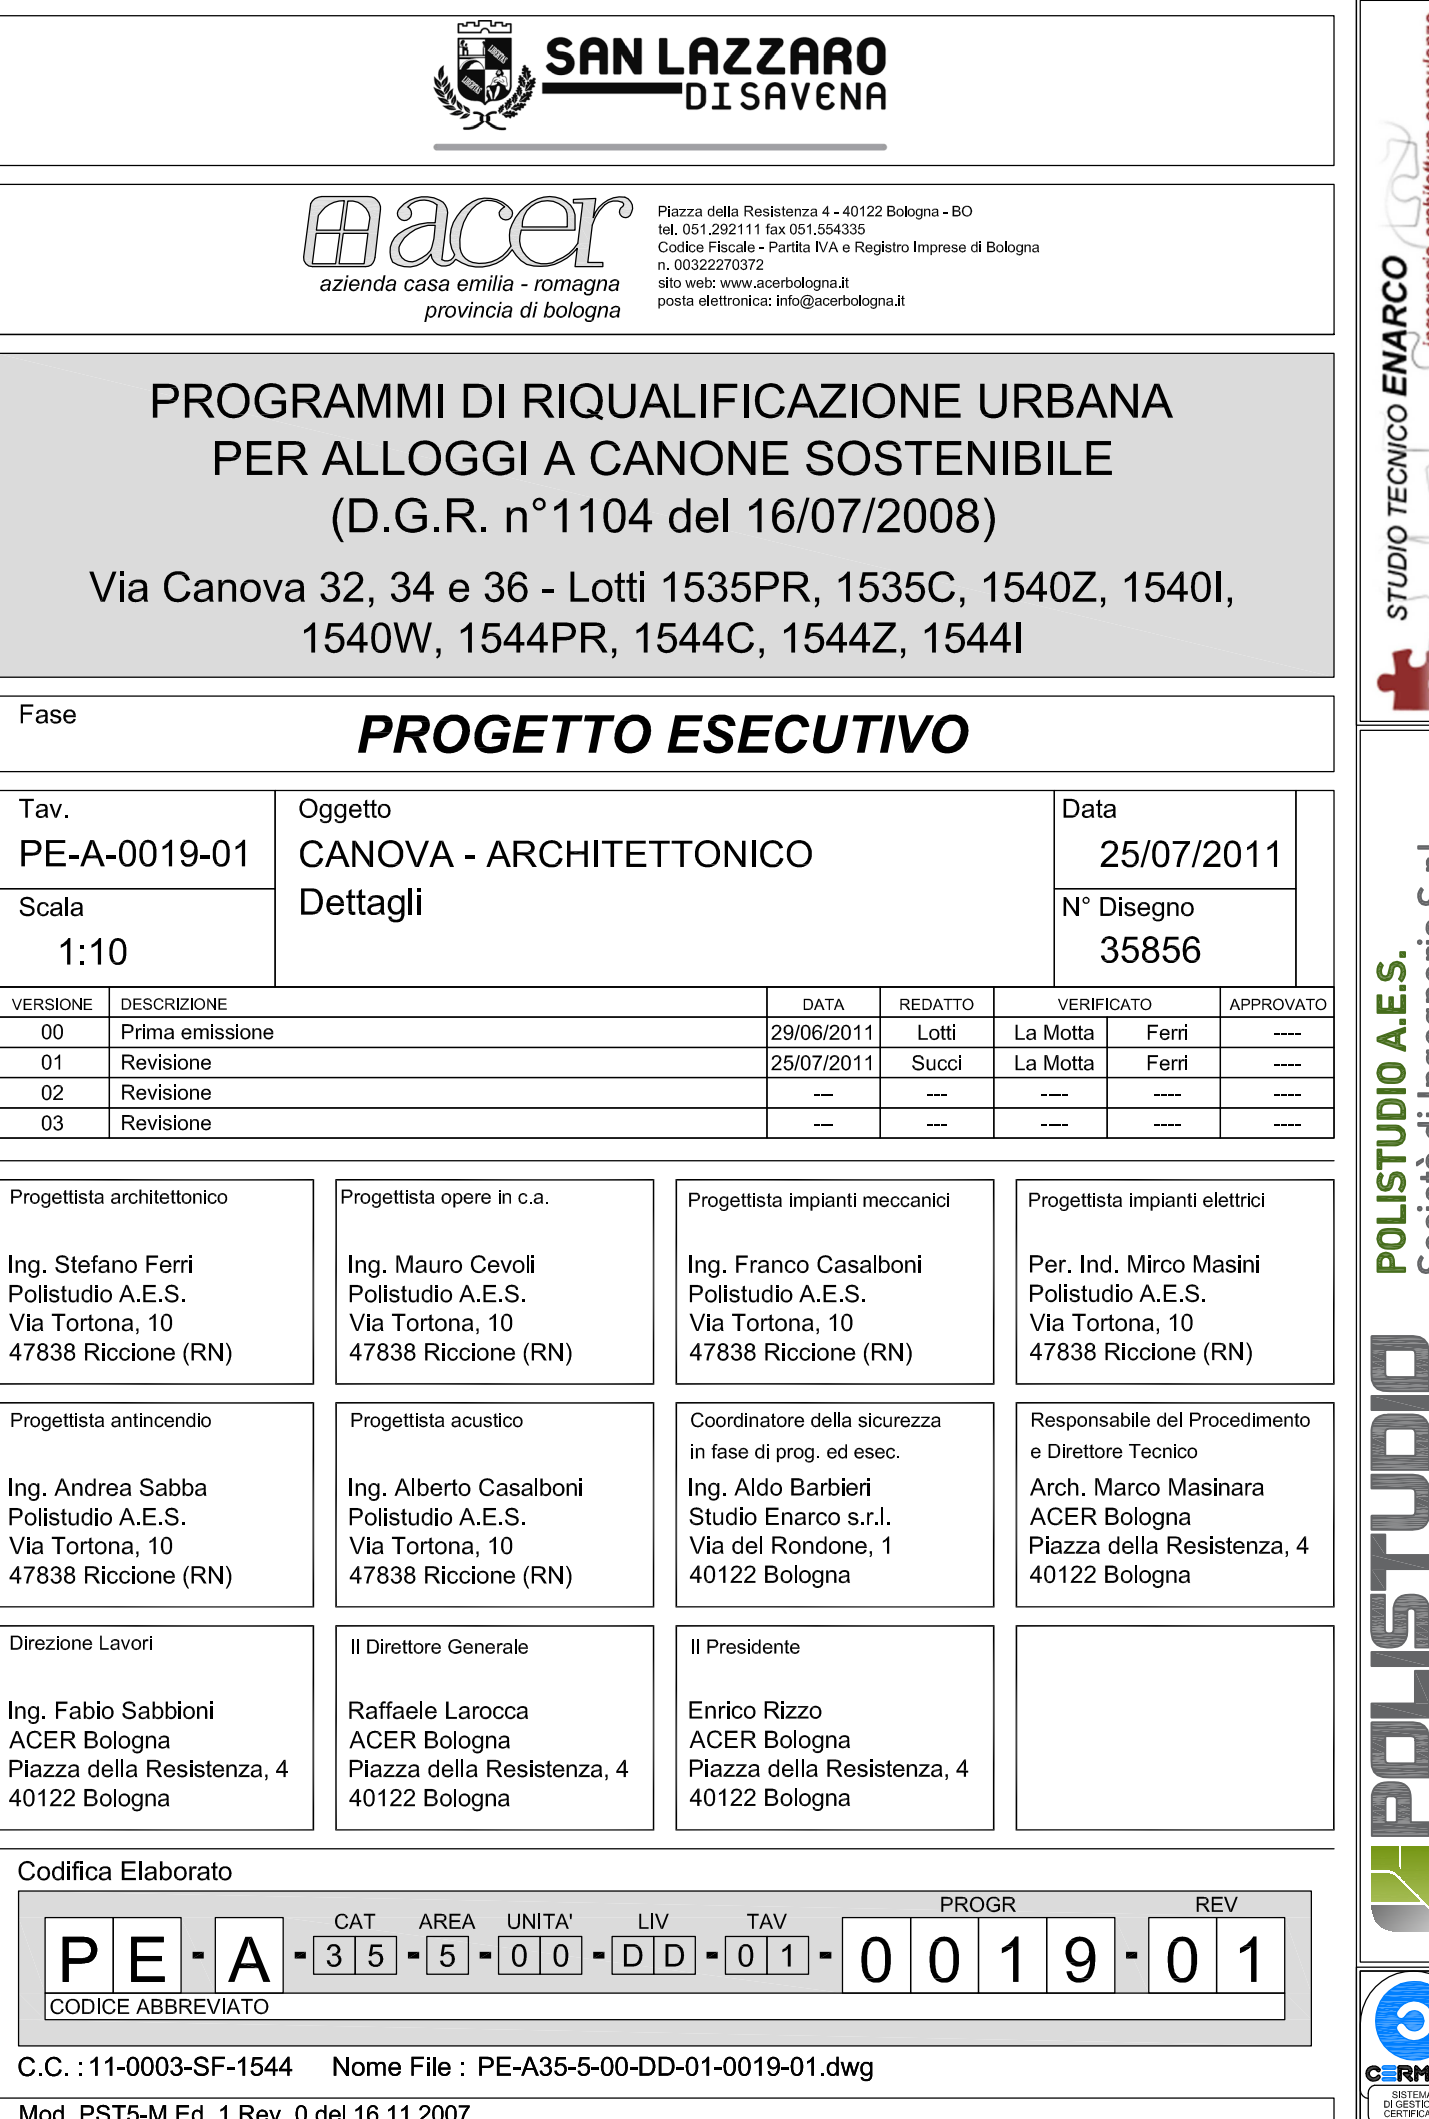 SAN LAZZARO
DI SAVENA
acer
azienda casa emilia - romagna
provincia di bologna
Piazza della Resistenza 4 - 40122 Bologna - BO
tel. 051.292111 fax 051.554335
Codice Fiscale - Partita IVA e Registro Imprese di Bologna
n. 00322270372
sito web: www.acerbologna.it
posta elettronica: info@acerbologna.it
PROGRAMMI DI RIQUALIFICAZIONE URBANA
PER ALLOGGI A CANONE SOSTENIBILE
(D.G.R. n°1104 del 16/07/2008)
Via Canova 32, 34 e 36 - Lotti 1535PR, 1535C, 1540Z, 1540I,
1540W, 1544PR, 1544C, 1544Z, 1544I
Fase
PROGETTO ESECUTIVO
Tav.
PE-A-0019-01
Scala
1:10
Oggetto
CANOVA - ARCHITETTONICO
Dettagli
Data
25/07/2011
N° Disegno
35856
VERSIONE DESCRIZIONE DATA REDATTO VERIFICATO APPROVATO
00 Prima emissione 29/06/2011 Lotti La Motta Ferri ----
01 Revisione 25/07/2011 Succi La Motta Ferri ----
02 Revisione --- --- ---- ---- ----
03 Revisione --- --- ---- ---- ----
Progettista architettonico
Ing. Stefano Ferri
Polistudio A.E.S.
Via Tortona, 10
47838 Riccione (RN)
Progettista opere in c.a.
Ing. Mauro Cevoli
Polistudio A.E.S.
Via Tortona, 10
47838 Riccione (RN)
Progettista impianti meccanici
Ing. Franco Casalboni
Polistudio A.E.S.
Via Tortona, 10
47838 Riccione (RN)
Progettista impianti elettrici
Per. Ind. Mirco Masini
Polistudio A.E.S.
Via Tortona, 10
47838 Riccione (RN)
Progettista antincendio
Ing. Andrea Sabba
Polistudio A.E.S.
Via Tortona, 10
47838 Riccione (RN)
Progettista acustico
Ing. Alberto Casalboni
Polistudio A.E.S.
Via Tortona, 10
47838 Riccione (RN)
Coordinatore della sicurezza
in fase di prog. ed esec.
Ing. Aldo Barbieri
Studio Enarco s.r.l.
Via del Rondone, 1
40122 Bologna
Responsabile del Procedimento
e Direttore Tecnico
Arch. Marco Masinara
ACER Bologna
Piazza della Resistenza, 4
40122 Bologna
Direzione Lavori
Ing. Fabio Sabbioni
ACER Bologna
Piazza della Resistenza, 4
40122 Bologna
Il Direttore Generale
Raffaele Larocca
ACER Bologna
Piazza della Resistenza, 4
40122 Bologna
Il Presidente
Enrico Rizzo
ACER Bologna
Piazza della Resistenza, 4
40122 Bologna
Codifica Elaborato
CAT AREA UNITA' LIV TAV PROGR REV
P E - A - 3 5 - 5 - 0 0 - D D - 0 1 - 0 0 1 9 - 0 1
CODICE ABBREVIATO
C.C. : 11-0003-SF-1544 Nome File : PE-A35-5-00-DD-01-0019-01.dwg
Mod. PST5-M Ed. 1 Rev. 0 del 16.11.2007
STUDIO TECNICO ENARCO
POLISTUDIO A.E.S.
POLISTUDIO